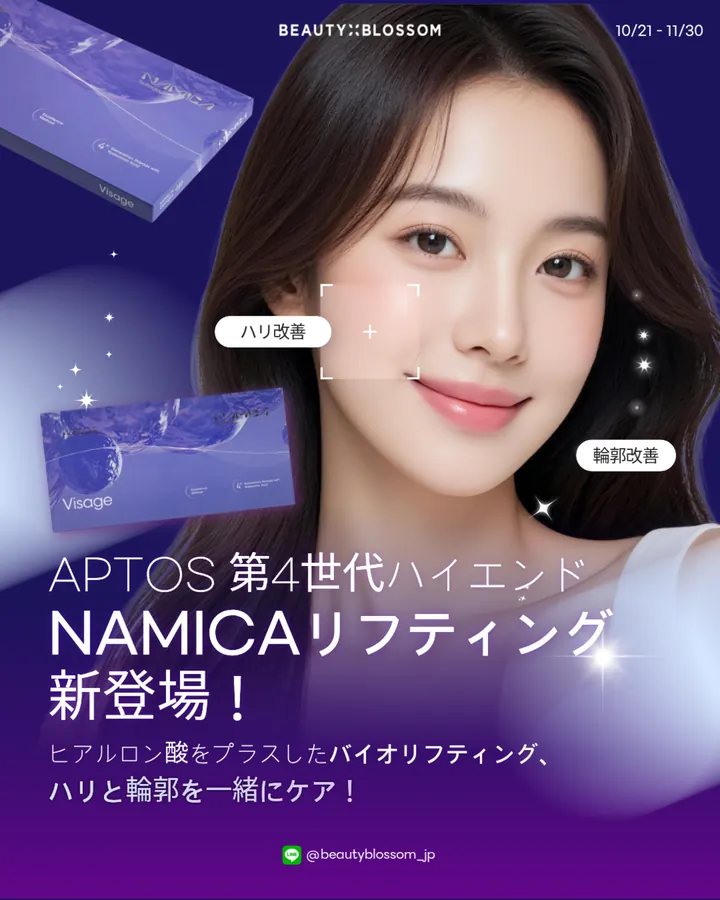 BEAUTY BLOSSOM
10/21 - 11/30
NAMICA
Visage
ハリ改善
輪郭改善
Visage
APTOS 第4世代ハイエンド
NAMICAリフティング
新登場！
ヒアルロン酸をプラスしたバイオリフティング、
ハリと輪郭を一緒にケア！
LINE
@beautyblossom_jp